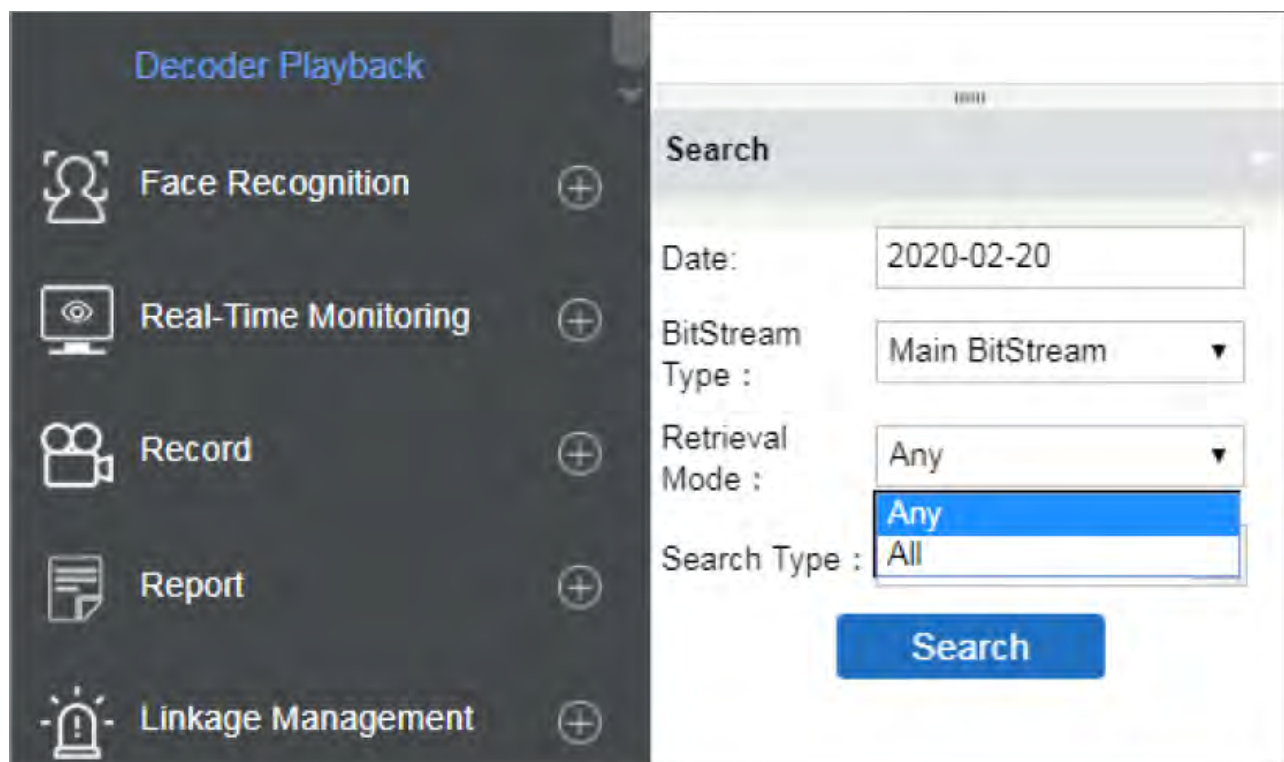 Decoder Playback
Face Recognition
Real-Time Monitoring
Record
Report
Linkage Management
Search
Date:
2020-02-20
BitStream
Type :
Main BitStream
Retrieval
Mode :
Any
Any
All
Search Type :
Search